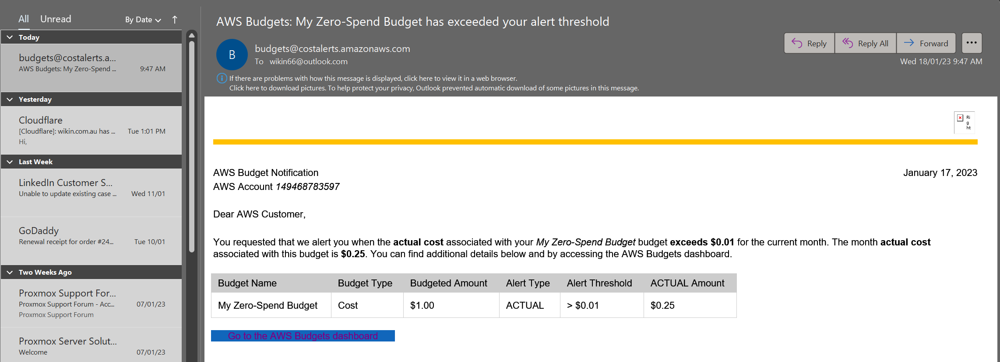 All Unread By Date
Today
budgets@costalerts.a...
AWS Budgets: My Zero-Spend ... 9:47 AM
Yesterday
Cloudflare
[Cloudflare]: wikin.com.au has ... Tue 1:01 PM
Hi,
Last Week
LinkedIn Customer S...
Unable to update existing case ... Wed 11/01
GoDaddy
Renewal receipt for order #24... Tue 10/01
Two Weeks Ago
Proxmox Support For...
Proxmox Support Forum - Acc... 07/01/23
Proxmox Support Forum
Proxmox Server Solut...
Welcome 07/01/23
AWS Budgets: My Zero-Spend Budget has exceeded your alert threshold
B
budgets@costalerts.amazonaws.com
To wikin66@outlook.com
Reply Reply All Forward
Wed 18/01/23 9:47 AM
If there are problems with how this message is displayed, click here to view it in a web browser.
Click here to download pictures. To help protect your privacy, Outlook prevented automatic download of some pictures in this message.
Ri
g
ht
AWS Budget Notification January 17, 2023
AWS Account 149468783597
Dear AWS Customer,
You requested that we alert you when the actual cost associated with your My Zero-Spend Budget budget exceeds $0.01 for the current month. The month actual cost
associated with this budget is $0.25. You can find additional details below and by accessing the AWS Budgets dashboard.
Budget Name Budget Type Budgeted Amount Alert Type Alert Threshold ACTUAL Amount
My Zero-Spend Budget Cost $1.00 ACTUAL > $0.01 $0.25
Go to the AWS Budgets dashboard